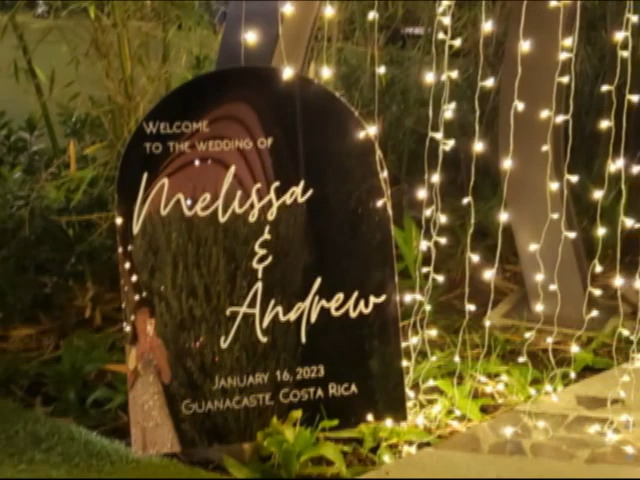 Welcome
to the wedding of
Melissa
&
Andrew
January 16, 2023
Guanacaste, Costa Rica